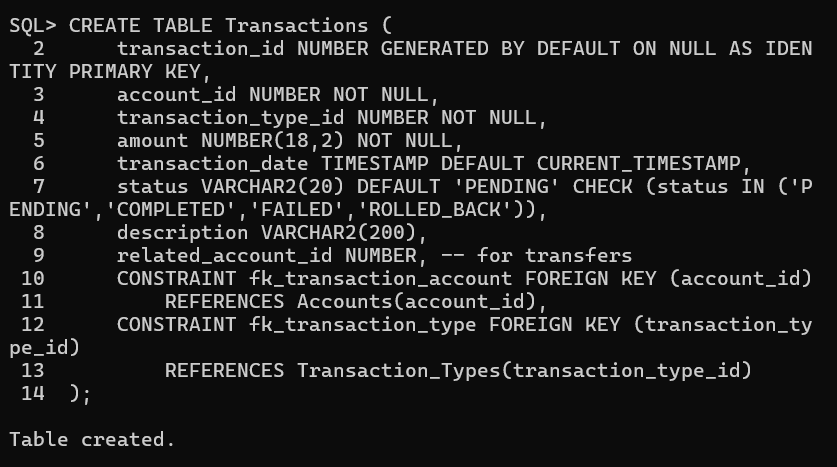 SQL> CREATE TABLE Transactions (
  2      transaction_id NUMBER GENERATED BY DEFAULT ON NULL AS IDEN
TITY PRIMARY KEY,
  3      account_id NUMBER NOT NULL,
  4      transaction_type_id NUMBER NOT NULL,
  5      amount NUMBER(18,2) NOT NULL,
  6      transaction_date TIMESTAMP DEFAULT CURRENT_TIMESTAMP,
  7      status VARCHAR2(20) DEFAULT 'PENDING' CHECK (status IN ('P
ENDING','COMPLETED','FAILED','ROLLED_BACK')),
  8      description VARCHAR2(200),
  9      related_account_id NUMBER, -- for transfers
 10      CONSTRAINT fk_transaction_account FOREIGN KEY (account_id)
 11          REFERENCES Accounts(account_id),
 12      CONSTRAINT fk_transaction_type FOREIGN KEY (transaction_ty
pe_id)
 13          REFERENCES Transaction_Types(transaction_type_id)
 14  );
Table created.